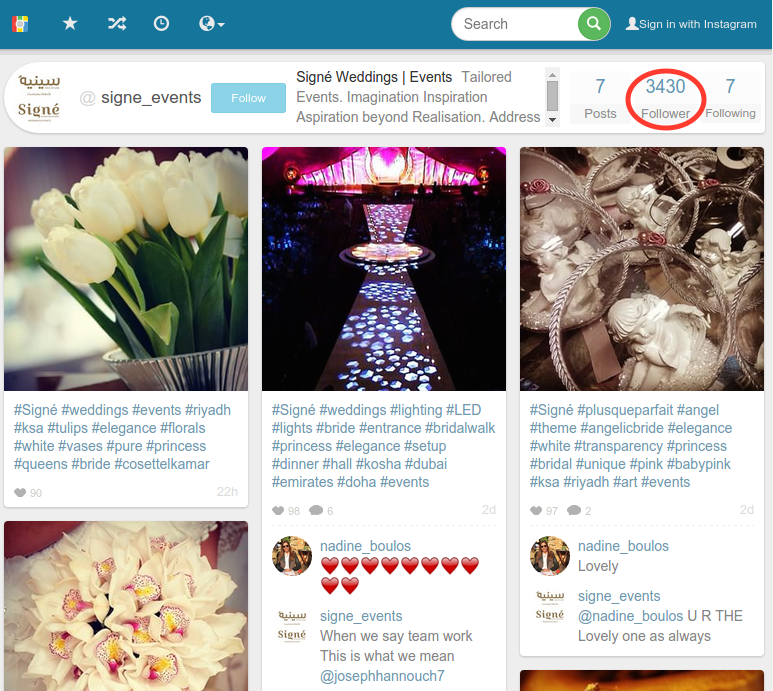 Search
Sign in with Instagram
سينيه
Signé
@ signe_events
Follow
Signé Weddings | Events Tailored
Events. Imagination Inspiration
Aspiration beyond Realisation. Address
7
Posts
3430
Follower
7
Following
#Signé #weddings #events #riyadh
#ksa #tulips #elegance #florals
#white #vases #pure #princess
#queens #bride #cosettelkamar
90
22h
#Signé #weddings #lighting #LED
#lights #bride #entrance #bridalwalk
#princess #elegance #setup
#dinner #hall #kosha #dubai
#emirates #doha #events
98
6
2d
nadine_boulos
signe_events
When we say team work
This is what we mean
@josephhannouch7
#Signé #plusqueparfait #angel
#theme #angelicbride #elegance
#white #transparency #princess
#bridal #unique #pink #babypink
#ksa #riyadh #art #events
97
2
2d
nadine_boulos
Lovely
signe_events
@nadine_boulos U R THE
Lovely one as always
سينيه
Signé
سينيه
Signé